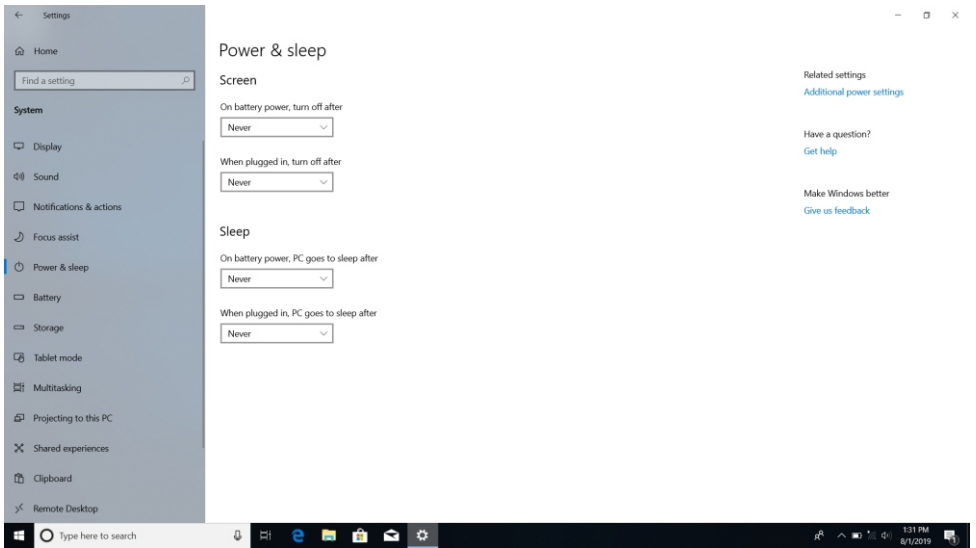 Settings
Home
Find a setting
System
Display
Sound
Notifications & actions
Focus assist
Power & sleep
Battery
Storage
Tablet mode
Multitasking
Projecting to this PC
Shared experiences
Clipboard
Remote Desktop
Power & sleep
Screen
On battery power, turn off after
Never
When plugged in, turn off after
Never
Sleep
On battery power, PC goes to sleep after
Never
When plugged in, PC goes to sleep after
Never
Related settings
Additional power settings
Have a question?
Get help
Make Windows better
Give us feedback
Type here to search
1:31 PM
8/1/2019